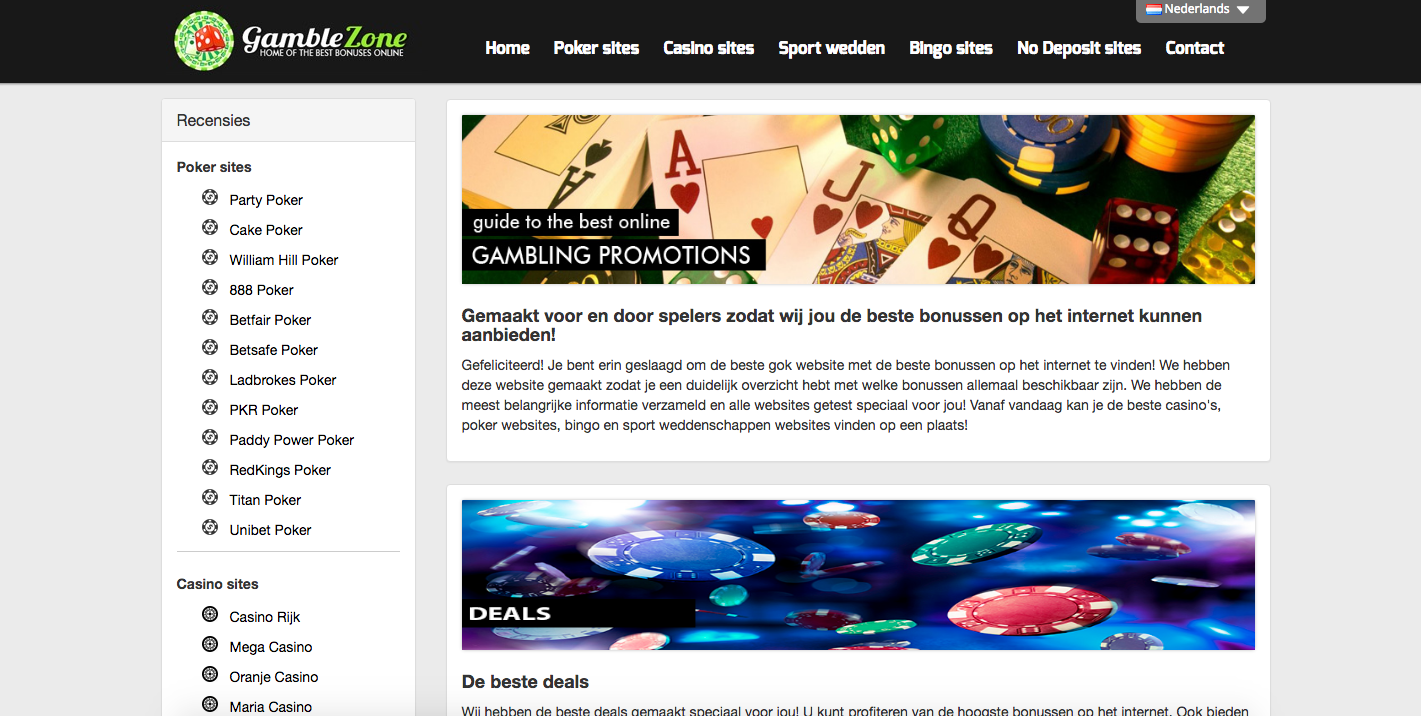 Nederlands
GambleZone
HOME OF THE BEST BONUSES ONLINE
Home Poker sites Casino sites Sport wedden Bingo sites No Deposit sites Contact
Recensies
Poker sites
Party Poker
Cake Poker
William Hill Poker
888 Poker
Betfair Poker
Betsafe Poker
Ladbrokes Poker
PKR Poker
Paddy Power Poker
RedKings Poker
Titan Poker
Unibet Poker
Casino sites
Casino Rijk
Mega Casino
Oranje Casino
Maria Casino
A
A
J
Q
guide to the best online
GAMBLING PROMOTIONS
Gemaakt voor en door spelers zodat wij jou de beste bonussen op het internet kunnen
aanbieden!
Gefeliciteerd! Je bent erin geslaagd om de beste gok website met de beste bonussen op het internet te vinden! We hebben
deze website gemaakt zodat je een duidelijk overzicht hebt met welke bonussen allemaal beschikbaar zijn. We hebben de
meest belangrijke informatie verzameld en alle websites getest speciaal voor jou! Vanaf vandaag kan je de beste casino's,
poker websites, bingo en sport weddenschappen websites vinden op een plaats!
DEALS
De beste deals
Wij hebben de beste deals gemaakt speciaal voor jou! U kunt profiteren van de hoogste bonussen op het internet. Ook bieden